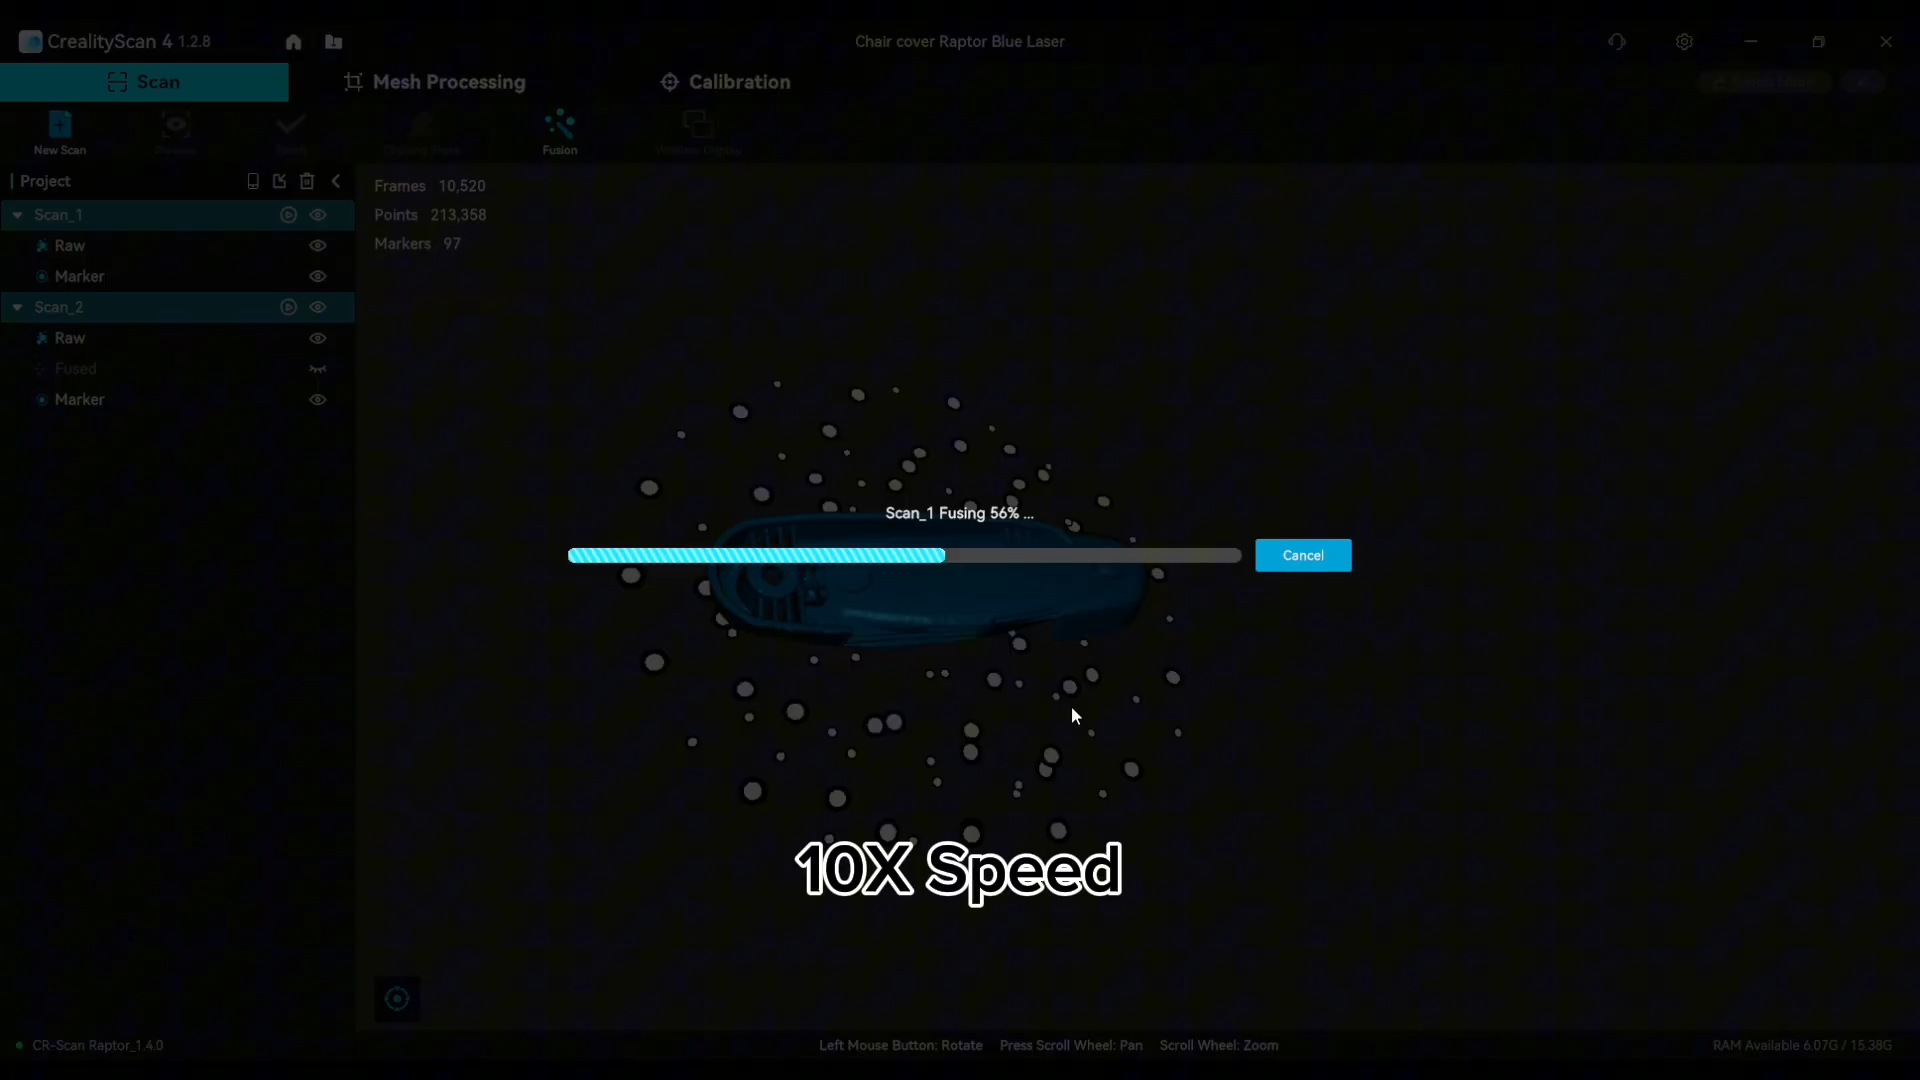 CrealityScan 4 1.2.8
Chair cover Raptor Blue Laser
Scan
Mesh Processing
Calibration
New Scan
Preview
Fusion
Wireless Display
Project
Frames 10,520
Scan_1
Points 213,358
Raw
Markers 97
Marker
Scan_2
Raw
Fused
Marker
Scan_1 Fusing 56% ...
Cancel
10X Speed
CR-Scan Raptor_1.4.0
Left Mouse Button: Rotate
Press Scroll Wheel: Pan
Scroll Wheel: Zoom
RAM Available 6.07G / 15.38G